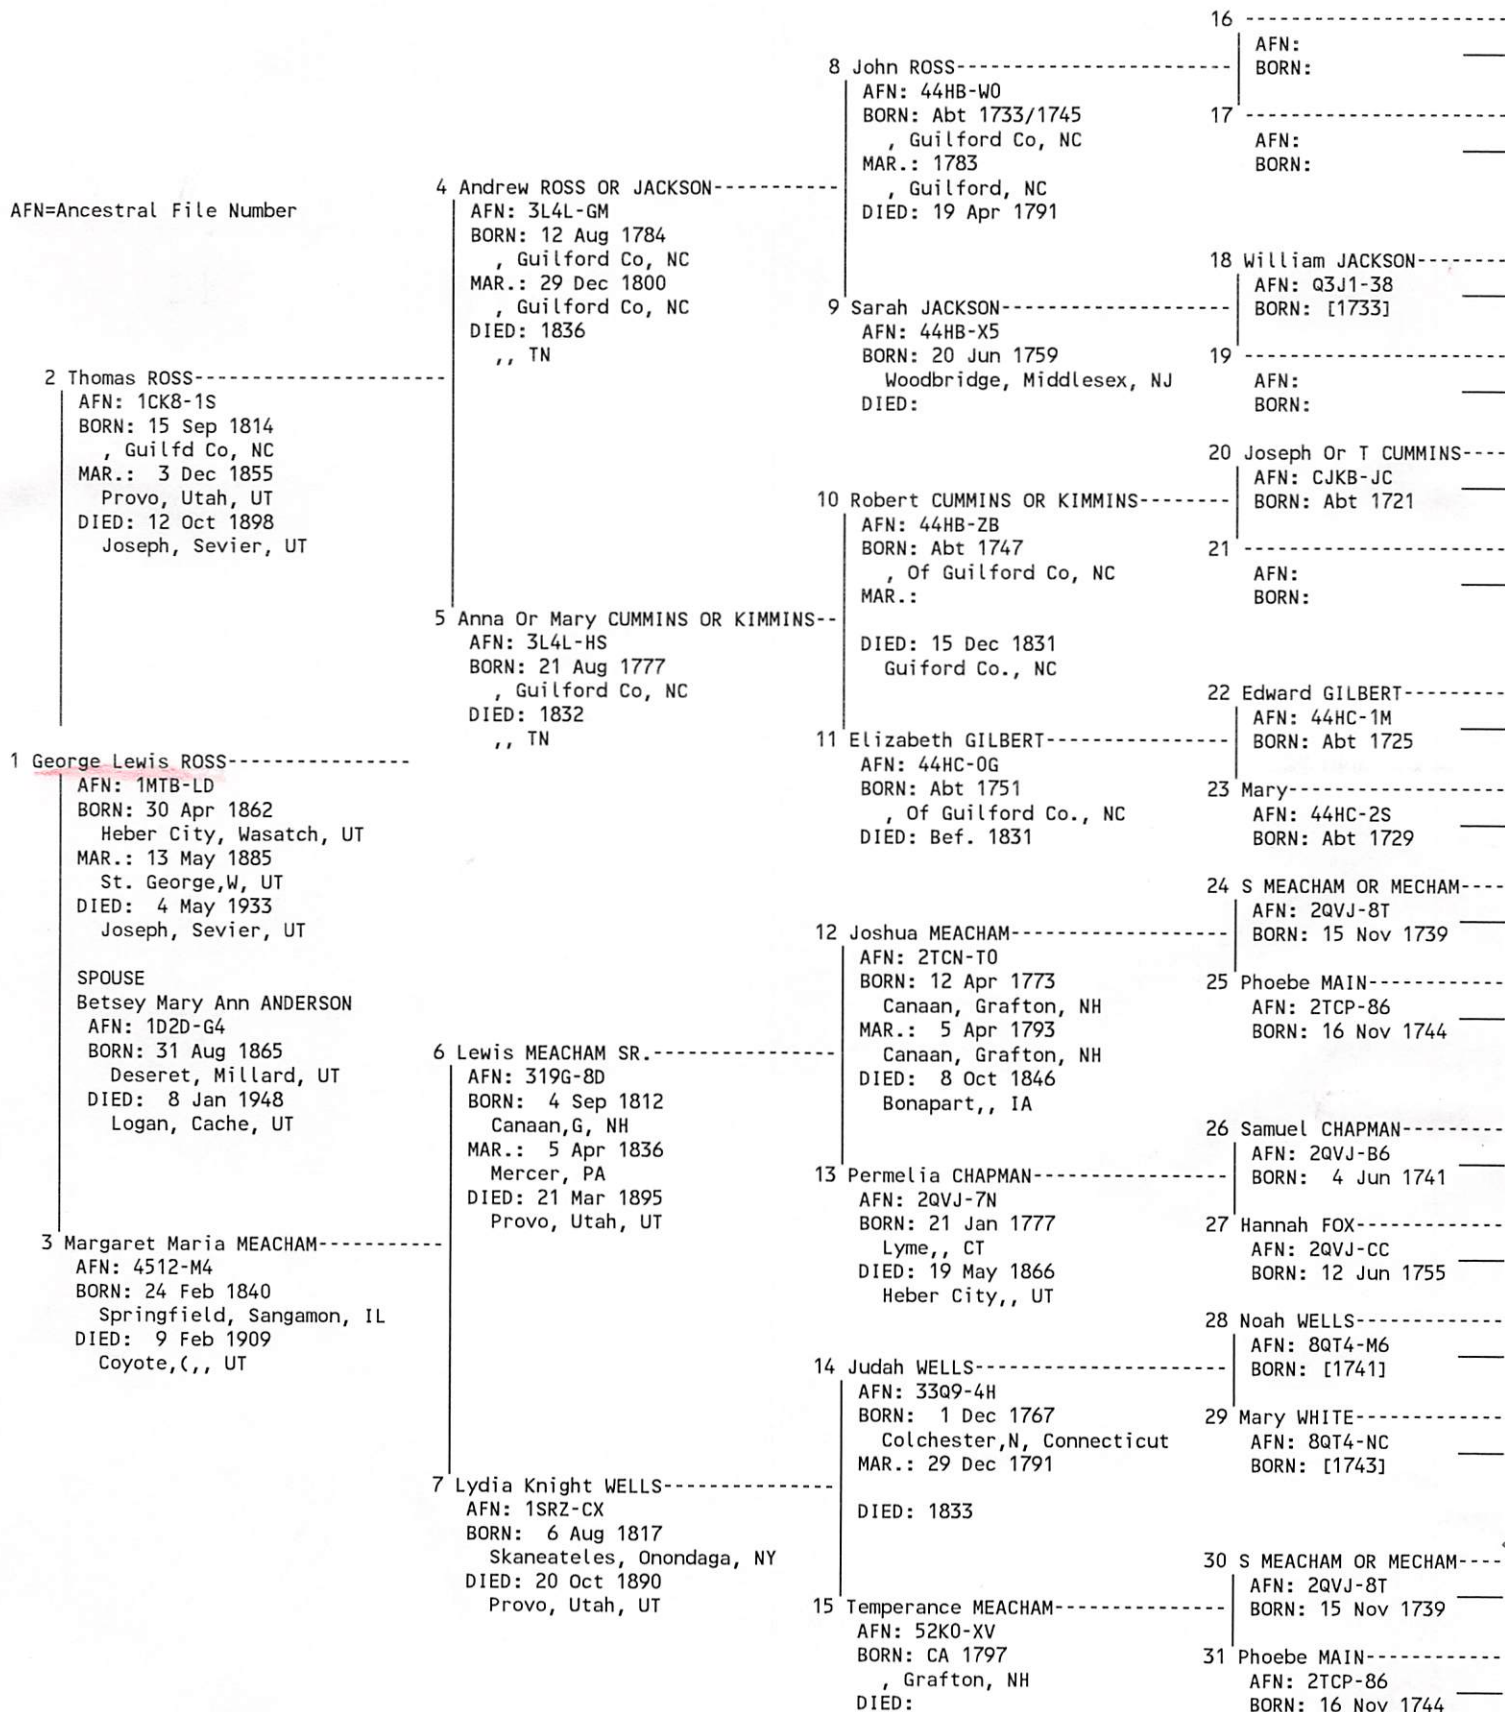 AFN=Ancestral File Number
1 George Lewis ROSS---------------
AFN: 1MTB-LD
BORN: 30 Apr 1862
Heber City, Wasatch, UT
MAR.: 13 May 1885
St. George,W, UT
DIED:  4 May 1933
Joseph, Sevier, UT
SPOUSE
Betsey Mary Ann ANDERSON
AFN: 1D2D-G4
BORN: 31 Aug 1865
Deseret, Millard, UT
DIED:  8 Jan 1948
Logan, Cache, UT
2 Thomas ROSS---------------------
AFN: 1CK8-1S
BORN: 15 Sep 1814
, Guilfd Co, NC
MAR.:  3 Dec 1855
Provo, Utah, UT
DIED: 12 Oct 1898
Joseph, Sevier, UT
3 Margaret Maria MEACHAM----------
AFN: 4512-M4
BORN: 24 Feb 1840
Springfield, Sangamon, IL
DIED:  9 Feb 1909
Coyote,(,, UT
4 Andrew ROSS OR JACKSON----------
AFN: 3L4L-GM
BORN: 12 Aug 1784
, Guilford Co, NC
MAR.: 29 Dec 1800
, Guilford Co, NC
DIED: 1836
,, TN
5 Anna Or Mary CUMMINS OR KIMMINS--
AFN: 3L4L-HS
BORN: 21 Aug 1777
, Guilford Co, NC
DIED: 1832
,, TN
6 Lewis MEACHAM SR.---------------
AFN: 319G-8D
BORN:  4 Sep 1812
Canaan,G, NH
MAR.:  5 Apr 1836
Mercer, PA
DIED: 21 Mar 1895
Provo, Utah, UT
7 Lydia Knight WELLS--------------
AFN: 1SRZ-CX
BORN:  6 Aug 1817
Skaneateles, Onondaga, NY
DIED: 20 Oct 1890
Provo, Utah, UT
8 John ROSS-----------------------
AFN: 44HB-W0
BORN: Abt 1733/1745
, Guilford Co, NC
MAR.: 1783
, Guilford, NC
DIED: 19 Apr 1791
9 Sarah JACKSON-------------------
AFN: 44HB-X5
BORN: 20 Jun 1759
Woodbridge, Middlesex, NJ
DIED:
10 Robert CUMMINS OR KIMMINS--------
AFN: 44HB-ZB
BORN: Abt 1747
, Of Guilford Co, NC
MAR.:
DIED: 15 Dec 1831
Guiford Co., NC
11 Elizabeth GILBERT---------------
AFN: 44HC-0G
BORN: Abt 1751
, Of Guilford Co., NC
DIED: Bef. 1831
12 Joshua MEACHAM------------------
AFN: 2TCN-T0
BORN: 12 Apr 1773
Canaan, Grafton, NH
MAR.:  5 Apr 1793
Canaan, Grafton, NH
DIED:  8 Oct 1846
Bonapart,, IA
13 Permelia CHAPMAN----------------
AFN: 2QVJ-7N
BORN: 21 Jan 1777
Lyme,, CT
DIED: 19 May 1866
Heber City,, UT
14 Judah WELLS---------------------
AFN: 33Q9-4H
BORN:  1 Dec 1767
Colchester,N, Connecticut
MAR.: 29 Dec 1791
DIED: 1833
15 Temperance MEACHAM--------------
AFN: 52K0-XV
BORN: CA 1797
, Grafton, NH
DIED:
16 ----------------------
AFN:
BORN:
17 ----------------------
AFN:
BORN:
18 William JACKSON-------
AFN: Q3J1-38
BORN: [1733]
19 ----------------------
AFN:
BORN:
20 Joseph Or T CUMMINS----
AFN: CJKB-JC
BORN: Abt 1721
21 ----------------------
AFN:
BORN:
22 Edward GILBERT--------
AFN: 44HC-1M
BORN: Abt 1725
23 Mary------------------
AFN: 44HC-2S
BORN: Abt 1729
24 S MEACHAM OR MECHAM----
AFN: 2QVJ-8T
BORN: 15 Nov 1739
25 Phoebe MAIN-----------
AFN: 2TCP-86
BORN: 16 Nov 1744
26 Samuel CHAPMAN--------
AFN: 2QVJ-B6
BORN:  4 Jun 1741
27 Hannah FOX------------
AFN: 2QVJ-CC
BORN: 12 Jun 1755
28 Noah WELLS------------
AFN: 8QT4-M6
BORN: [1741]
29 Mary WHITE------------
AFN: 8QT4-NC
BORN: [1743]
30 S MEACHAM OR MECHAM----
AFN: 2QVJ-8T
BORN: 15 Nov 1739
31 Phoebe MAIN-----------
AFN: 2TCP-86
BORN: 16 Nov 1744